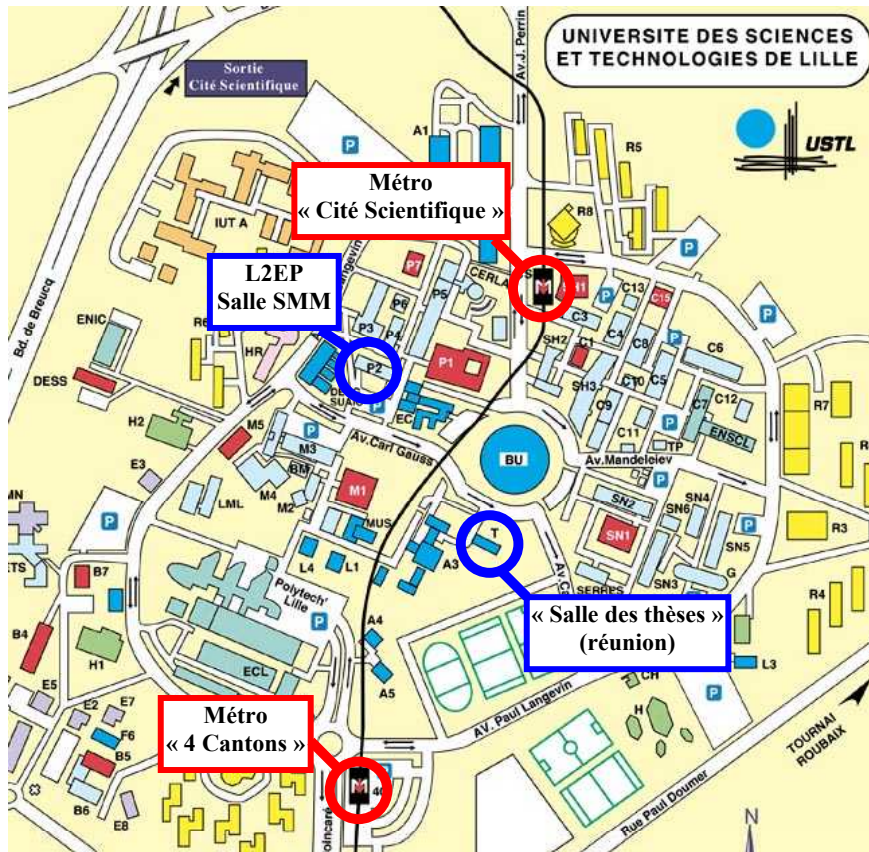 UNIVERSITE DES SCIENCES
ET TECHNOLOGIES DE LILLE
USTL
Sortie
Cité Scientifique
Av.J. Perrin
P
A1
R5
Métro
« Cité Scientifique »
R8
IUT A
L2EP
Salle SMM
P7
CERLA
M
SH1
C13
C15
P6
P5
P3
P4
C3
C4
C8
C6
Bd. de Breucq
ENIC
R6
HR
P2
P1
SH2
C1
SH3
C10
C5
C12
C7
R7
DESS
EC
C9
C11
TP
ENSCL
H2
M5
M3
Av.Carl Gauss
BU
Av.Mandeleiev
BM
E3
M4
M2
M1
LML
MUS
SN2
SN4
SN6
R3
T
SN1
SN5
L4
L1
A3
B7
Polytech'
Lille
SERRES
SN3
G
R4
B4
A4
« Salle des thèses »
(réunion)
H1
ECL
A5
L3
CH
E5
E2
E7
F6
Métro
« 4 Cantons »
AV. Paul Langevin
H
TOURNAI
ROUBAIX
B5
B6
E8
M
Rue Paul Doumer
N